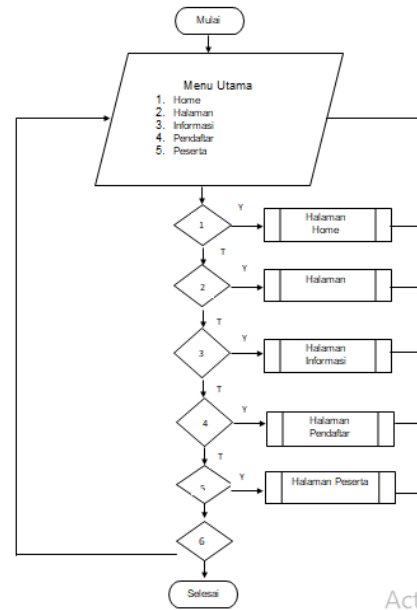 Mulai
Menu Utama
1. Home
2. Halaman
3. Informasi
4. Pendaftar
5. Peserta
1
Y
Halaman
Home
T
2
Y
Halaman
T
3
Y
Halaman
Informasi
T
4
Y
Halaman
Pendaftar
T
5
Y
Halaman Peserta
6
Selesai
Act